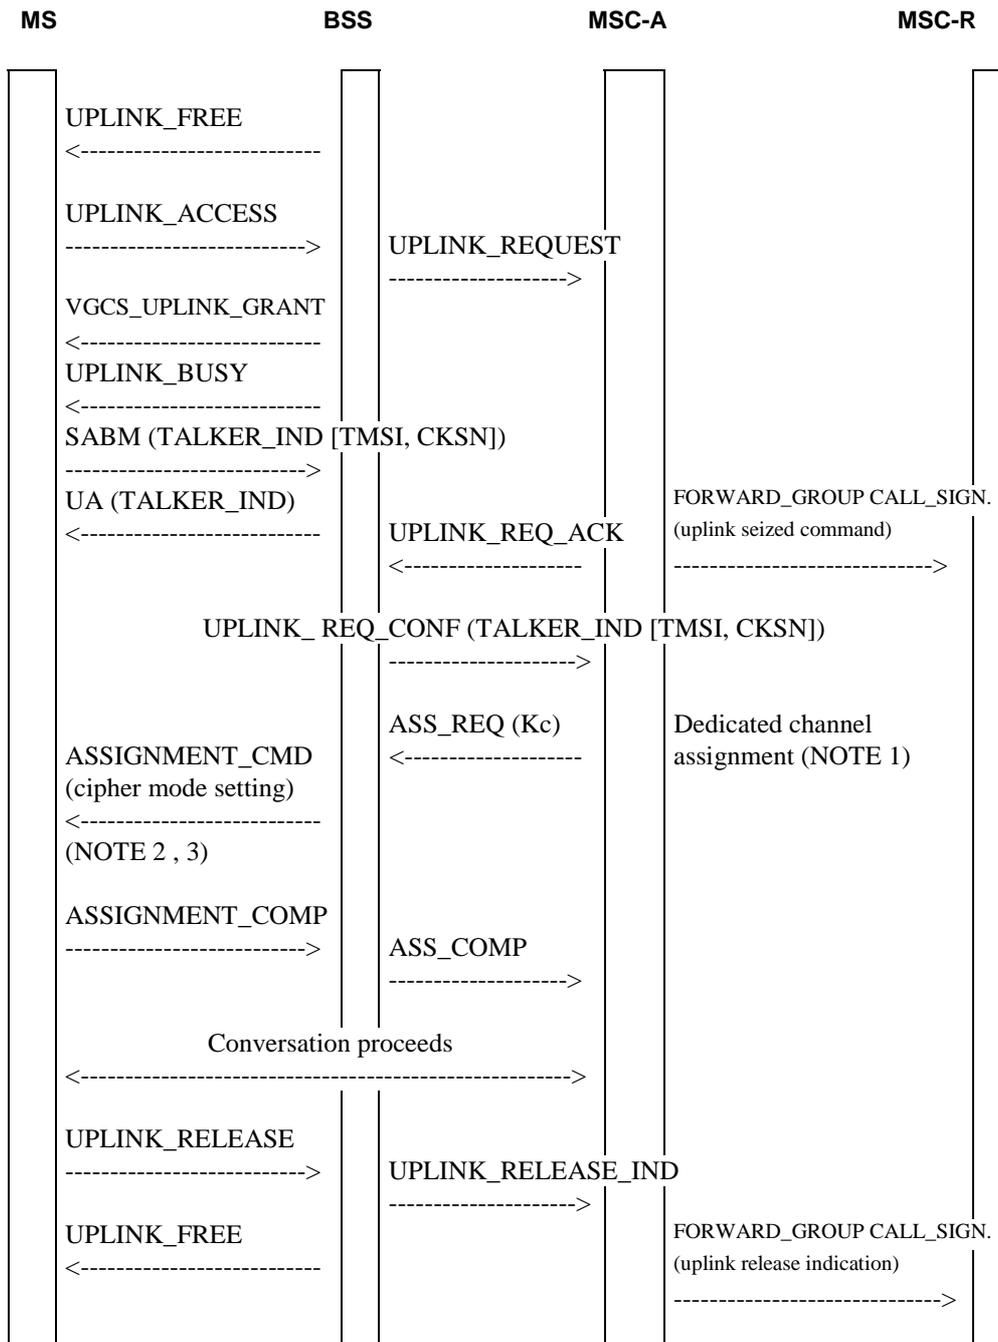 MS BSS MSC-A MSC-R
UPLINK_FREE
<---------------------------
UPLINK_ACCESS
---------------------------> UPLINK_REQUEST
-------------------->
VGCS_UPLINK_GRANT
<---------------------------
UPLINK_BUSY
<---------------------------
SABM (TALKER_IND [TMSI, CKSN])
--------------------------->
UA (TALKER_IND) FORWARD_GROUP CALL_SIGN.
<--------------------------- UPLINK_REQ_ACK (uplink seized command)
<-------------------- ----------------------------->
UPLINK_ REQ_CONF (TALKER_IND [TMSI, CKSN])
--------------------->
ASS_REQ (Kc) Dedicated channel
ASSIGNMENT_CMD <-------------------- assignment (NOTE 1)
(cipher mode setting)
<---------------------------
(NOTE 2 , 3)
ASSIGNMENT_COMP
---------------------------> ASS_COMP
-------------------->
Conversation proceeds
<------------------------------------------------------->
UPLINK_RELEASE
---------------------------> UPLINK_RELEASE_IND
--------------------->
UPLINK_FREE FORWARD_GROUP CALL_SIGN.
<--------------------------- (uplink release indication)
------------------------------>